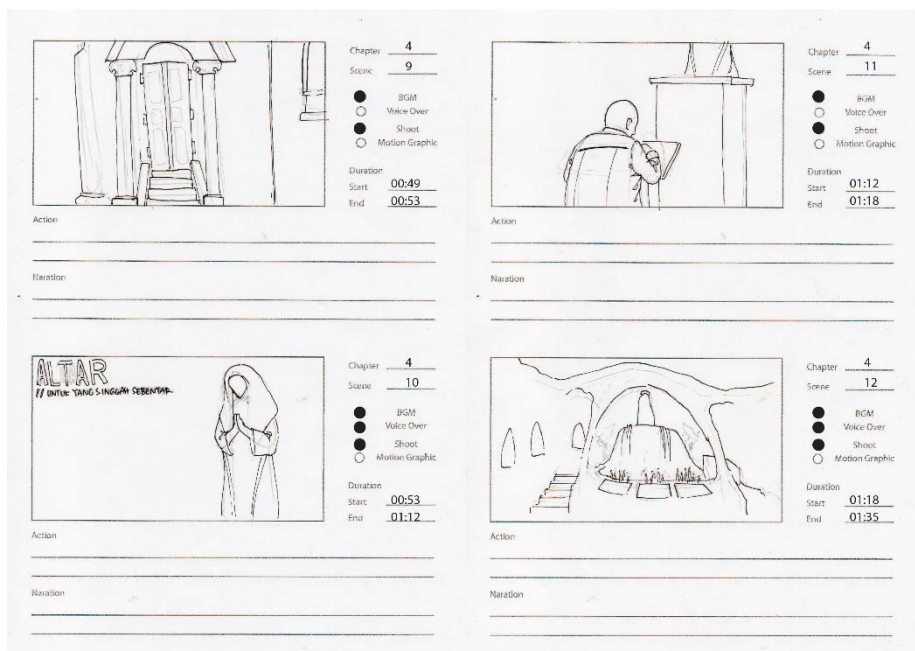 Chapter 4
Scene 9
BGM
Voice Over
Shoot
Motion Graphic
Duration
Start 00:49
End 00:53
Action
Naration
Chapter 4
Scene 11
BGM
Voice Over
Shoot
Motion Graphic
Duration
Start 01:12
End 01:18
Action
Naration
ALTAR
// UNTUK YANG SINGGAH SEBENTAR
Chapter 4
Scene 10
BGM
Voice Over
Shoot
Motion Graphic
Duration
Start 00:53
End 01:12
Action
Naration
Chapter 4
Scene 12
BGM
Voice Over
Shoot
Motion Graphic
Duration
Start 01:18
End 01:35
Action
Naration